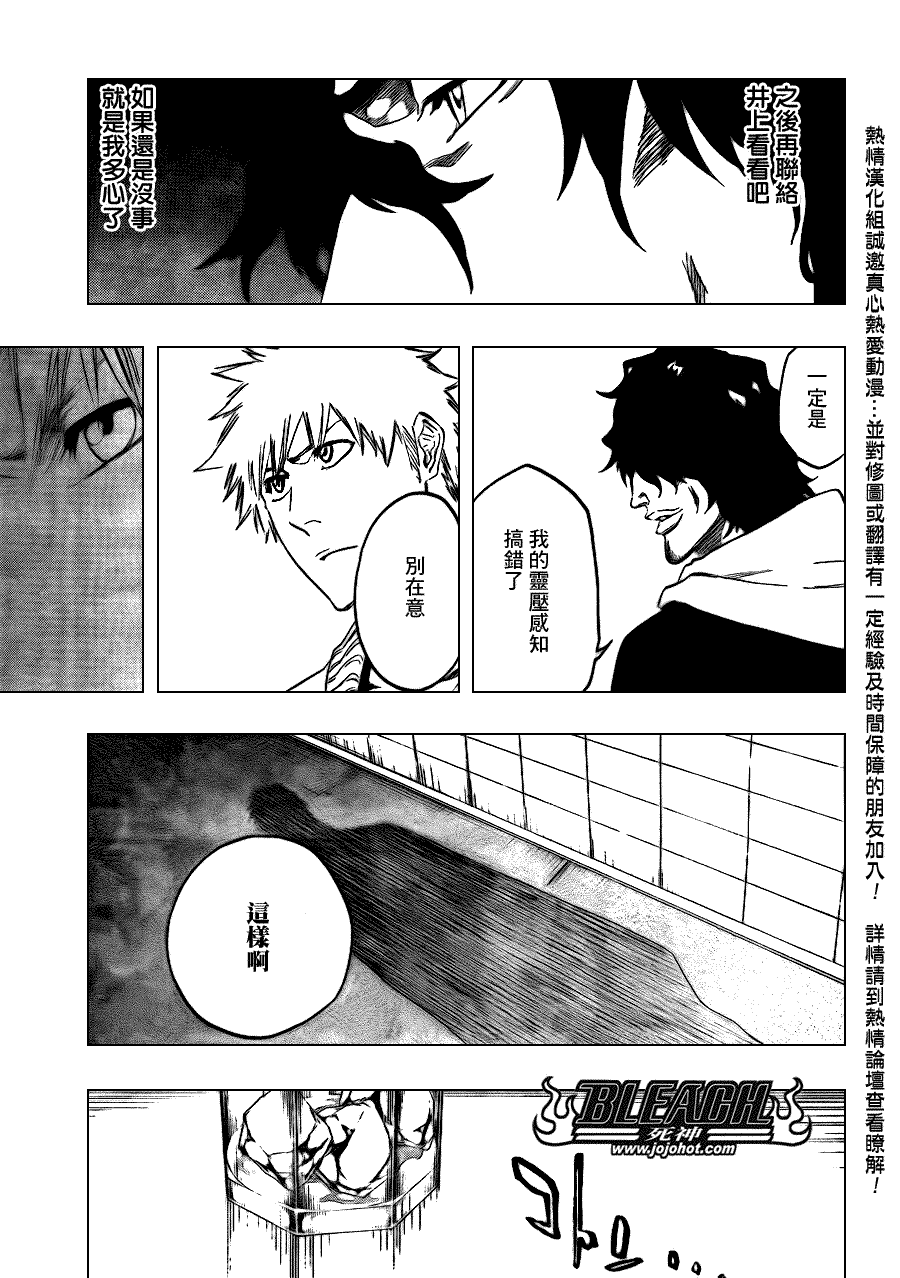 之後再聯絡
井上看看吧
如果還是沒事
就是我多心了
一定是
我的靈壓感知
搞錯了
別在意
這樣啊
BLEACH
死神
www.jojohot.com
熱情漢化組誠邀真心熱愛動漫…並對修圖或翻譯有一定經驗及時間保障的朋友加入！ 詳情請到熱情論壇查看瞭解！